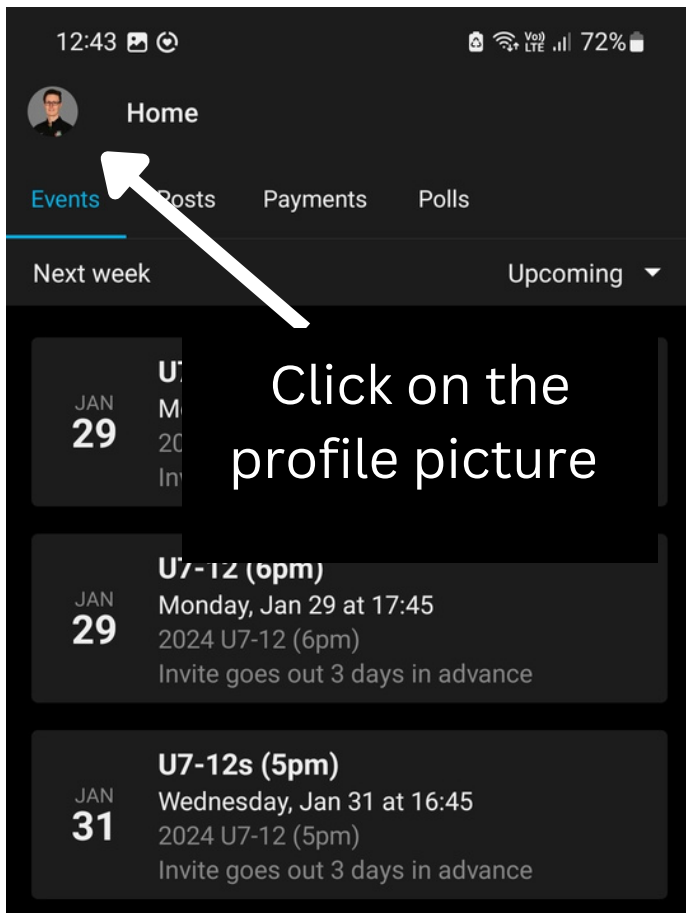 12:43 Vo)) LTE 72%
Home
Events Posts Payments Polls
Next week Upcoming
Click on the
profile picture
JAN
29
U7-12 (6pm)
Monday, Jan 29 at 17:45
2024 U7-12 (6pm)
Invite goes out 3 days in advance
JAN
29
U7-12s (5pm)
Wednesday, Jan 31 at 16:45
2024 U7-12 (5pm)
Invite goes out 3 days in advance
JAN
31